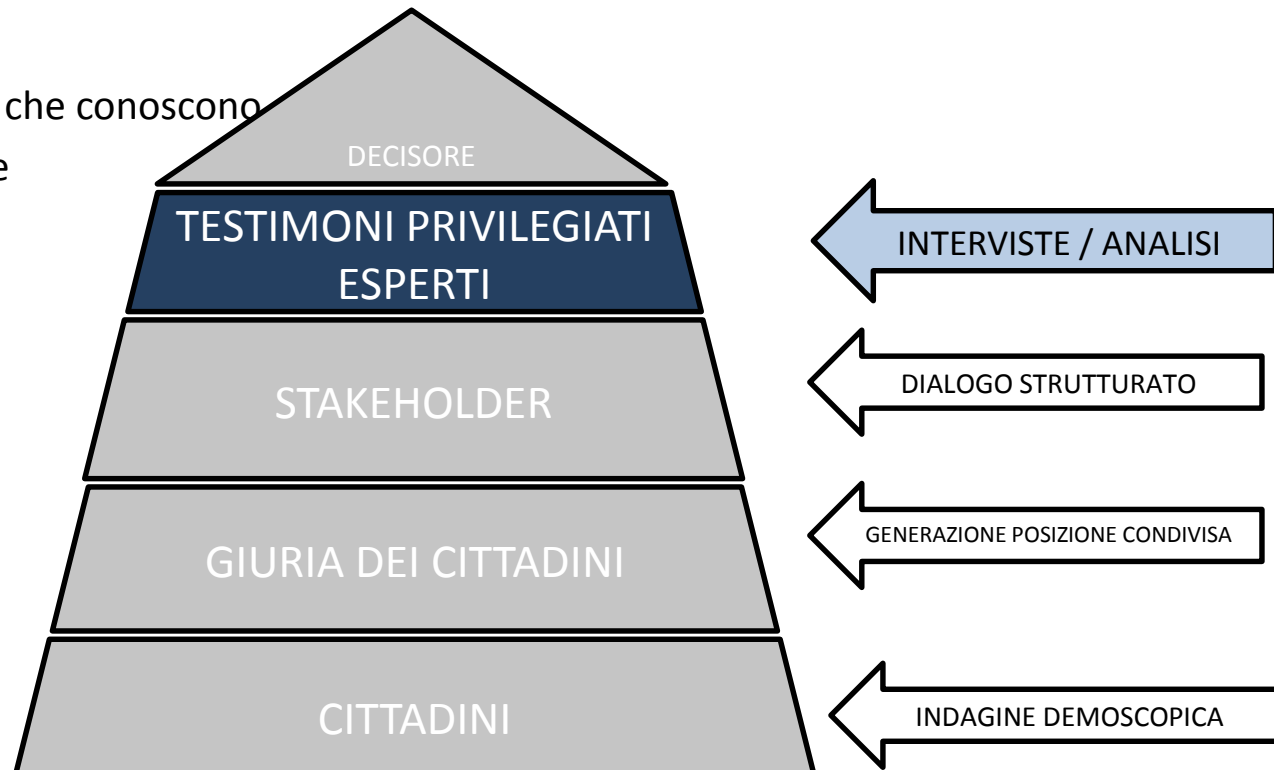 che conoscono
e
DECISORE
TESTIMONI PRIVILEGIATI
ESPERTI
INTERVISTE / ANALISI
STAKEHOLDER
DIALOGO STRUTTURATO
GIURIA DEI CITTADINI
GENERAZIONE POSIZIONE CONDIVISA
CITTADINI
INDAGINE DEMOSCOPICA